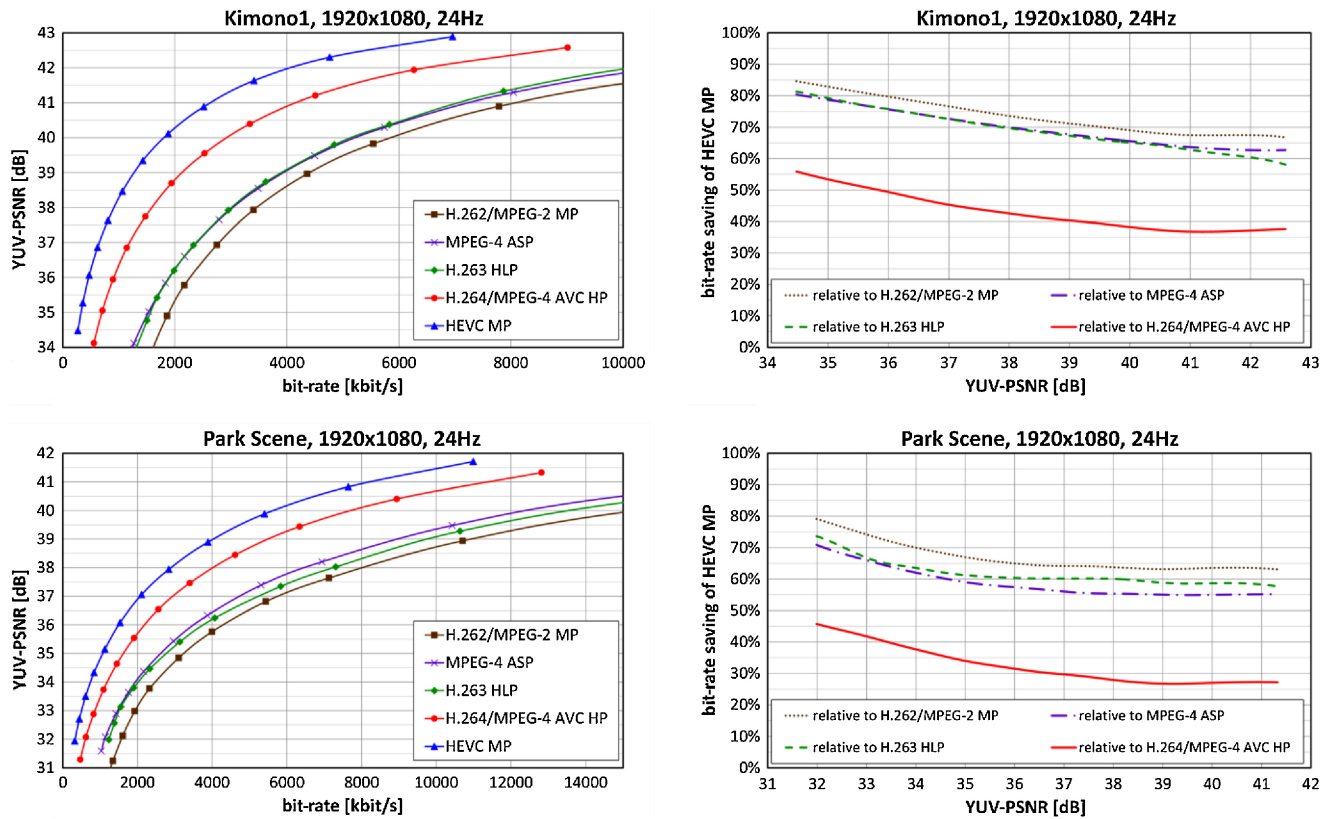 Kimono1, 1920x1080, 24Hz
YUV-PSNR [dB]
43
42
41
40
39
38
37
36
35
34
H.262/MPEG-2 MP
MPEG-4 ASP
H.263 HLP
H.264/MPEG-4 AVC HP
HEVC MP
0 2000 4000 6000 8000 10000
bit-rate [kbit/s]
Kimono1, 1920x1080, 24Hz
bit-rate saving of HEVC MP
100%
90%
80%
70%
60%
50%
40%
30%
20%
10%
0%
relative to H.262/MPEG-2 MP relative to MPEG-4 ASP
relative to H.263 HLP relative to H.264/MPEG-4 AVC HP
34 35 36 37 38 39 40 41 42 43
YUV-PSNR [dB]
Park Scene, 1920x1080, 24Hz
YUV-PSNR [dB]
42
41
40
39
38
37
36
35
34
33
32
31
H.262/MPEG-2 MP
MPEG-4 ASP
H.263 HLP
H.264/MPEG-4 AVC HP
HEVC MP
0 2000 4000 6000 8000 10000 12000 14000
bit-rate [kbit/s]
Park Scene, 1920x1080, 24Hz
bit-rate saving of HEVC MP
100%
90%
80%
70%
60%
50%
40%
30%
20%
10%
0%
relative to H.262/MPEG-2 MP relative to MPEG-4 ASP
relative to H.263 HLP relative to H.264/MPEG-4 AVC HP
31 32 33 34 35 36 37 38 39 40 41 42
YUV-PSNR [dB]